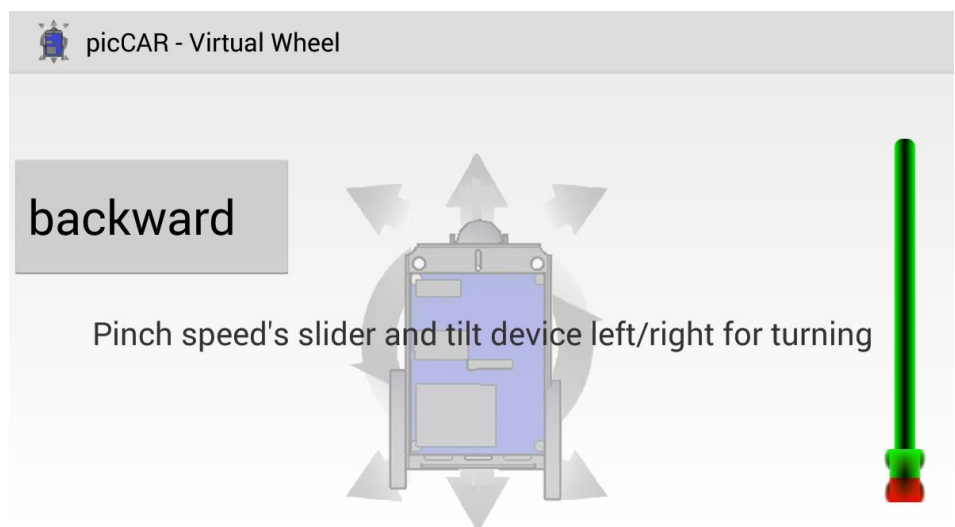 picCAR - Virtual Wheel
backward
Pinch speed's slider and tilt device left/right for turning